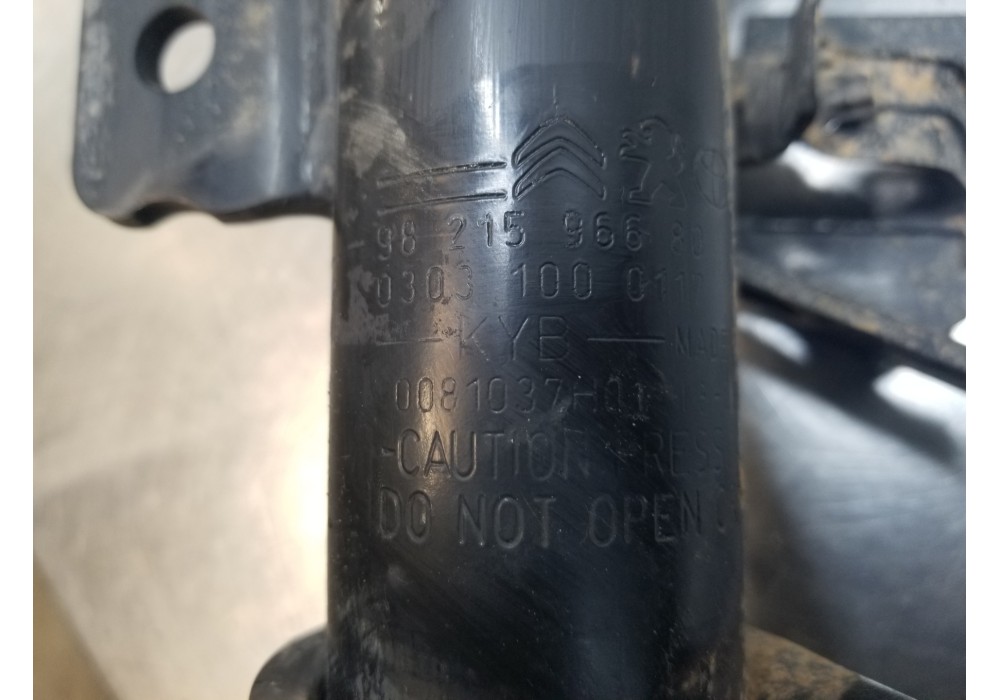 98 215 966 80
0303 100 011
KYB
0081037H01
-CAUTION
DO NOT OPEN